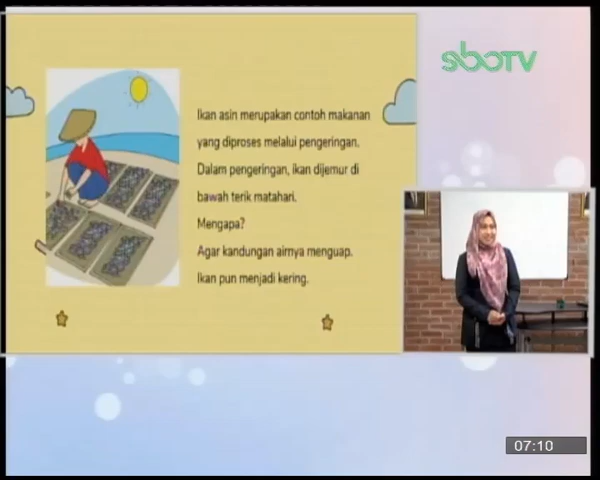 sboTV
Ikan asin merupakan contoh makanan
yang diproses melalui pengeringan.
Dalam pengeringan, ikan dijemur di
bawah terik matahari.
Mengapa?
Agar kandungan airnya menguap.
Ikan pun menjadi kering.
07:10